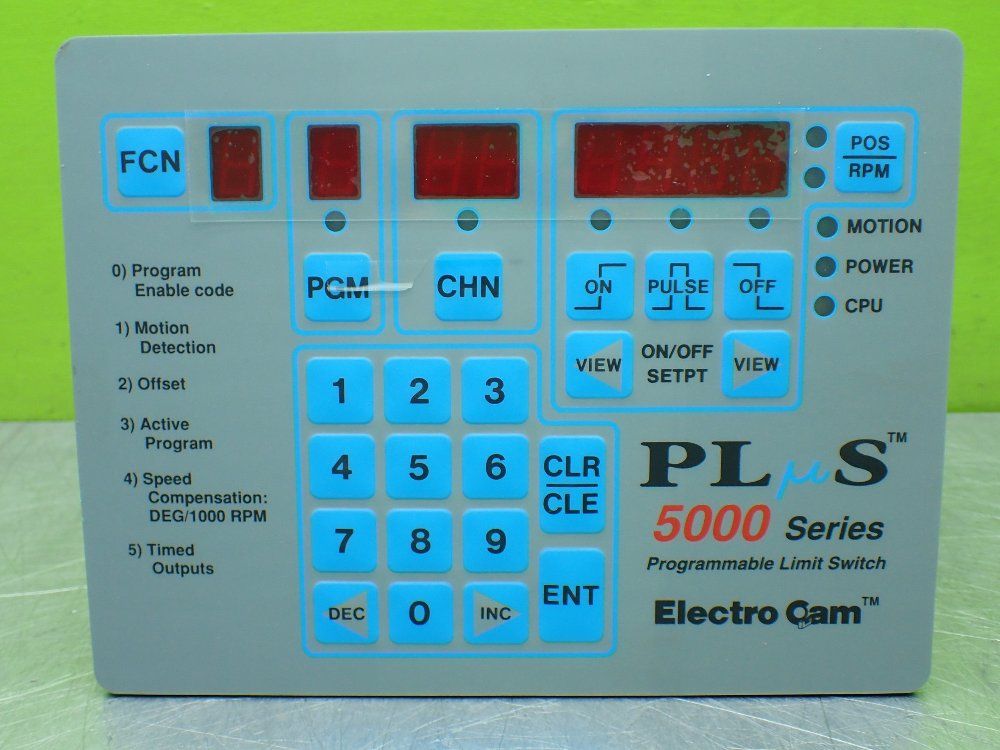 FCN
POS
RPM
MOTION
POWER
CPU
0) Program
Enable code
1) Motion
Detection
2) Offset
3) Active
Program
4) Speed
Compensation:
DEG/1000 RPM
5) Timed
Outputs
PGM
CHN
ON
PULSE
OFF
VIEW
ON/OFF
SETPT
VIEW
1 2 3
4 5 6
7 8 9
DEC 0 INC
CLR
CLE
ENT
PLμS™
5000 Series
Programmable Limit Switch
Electro Cam™